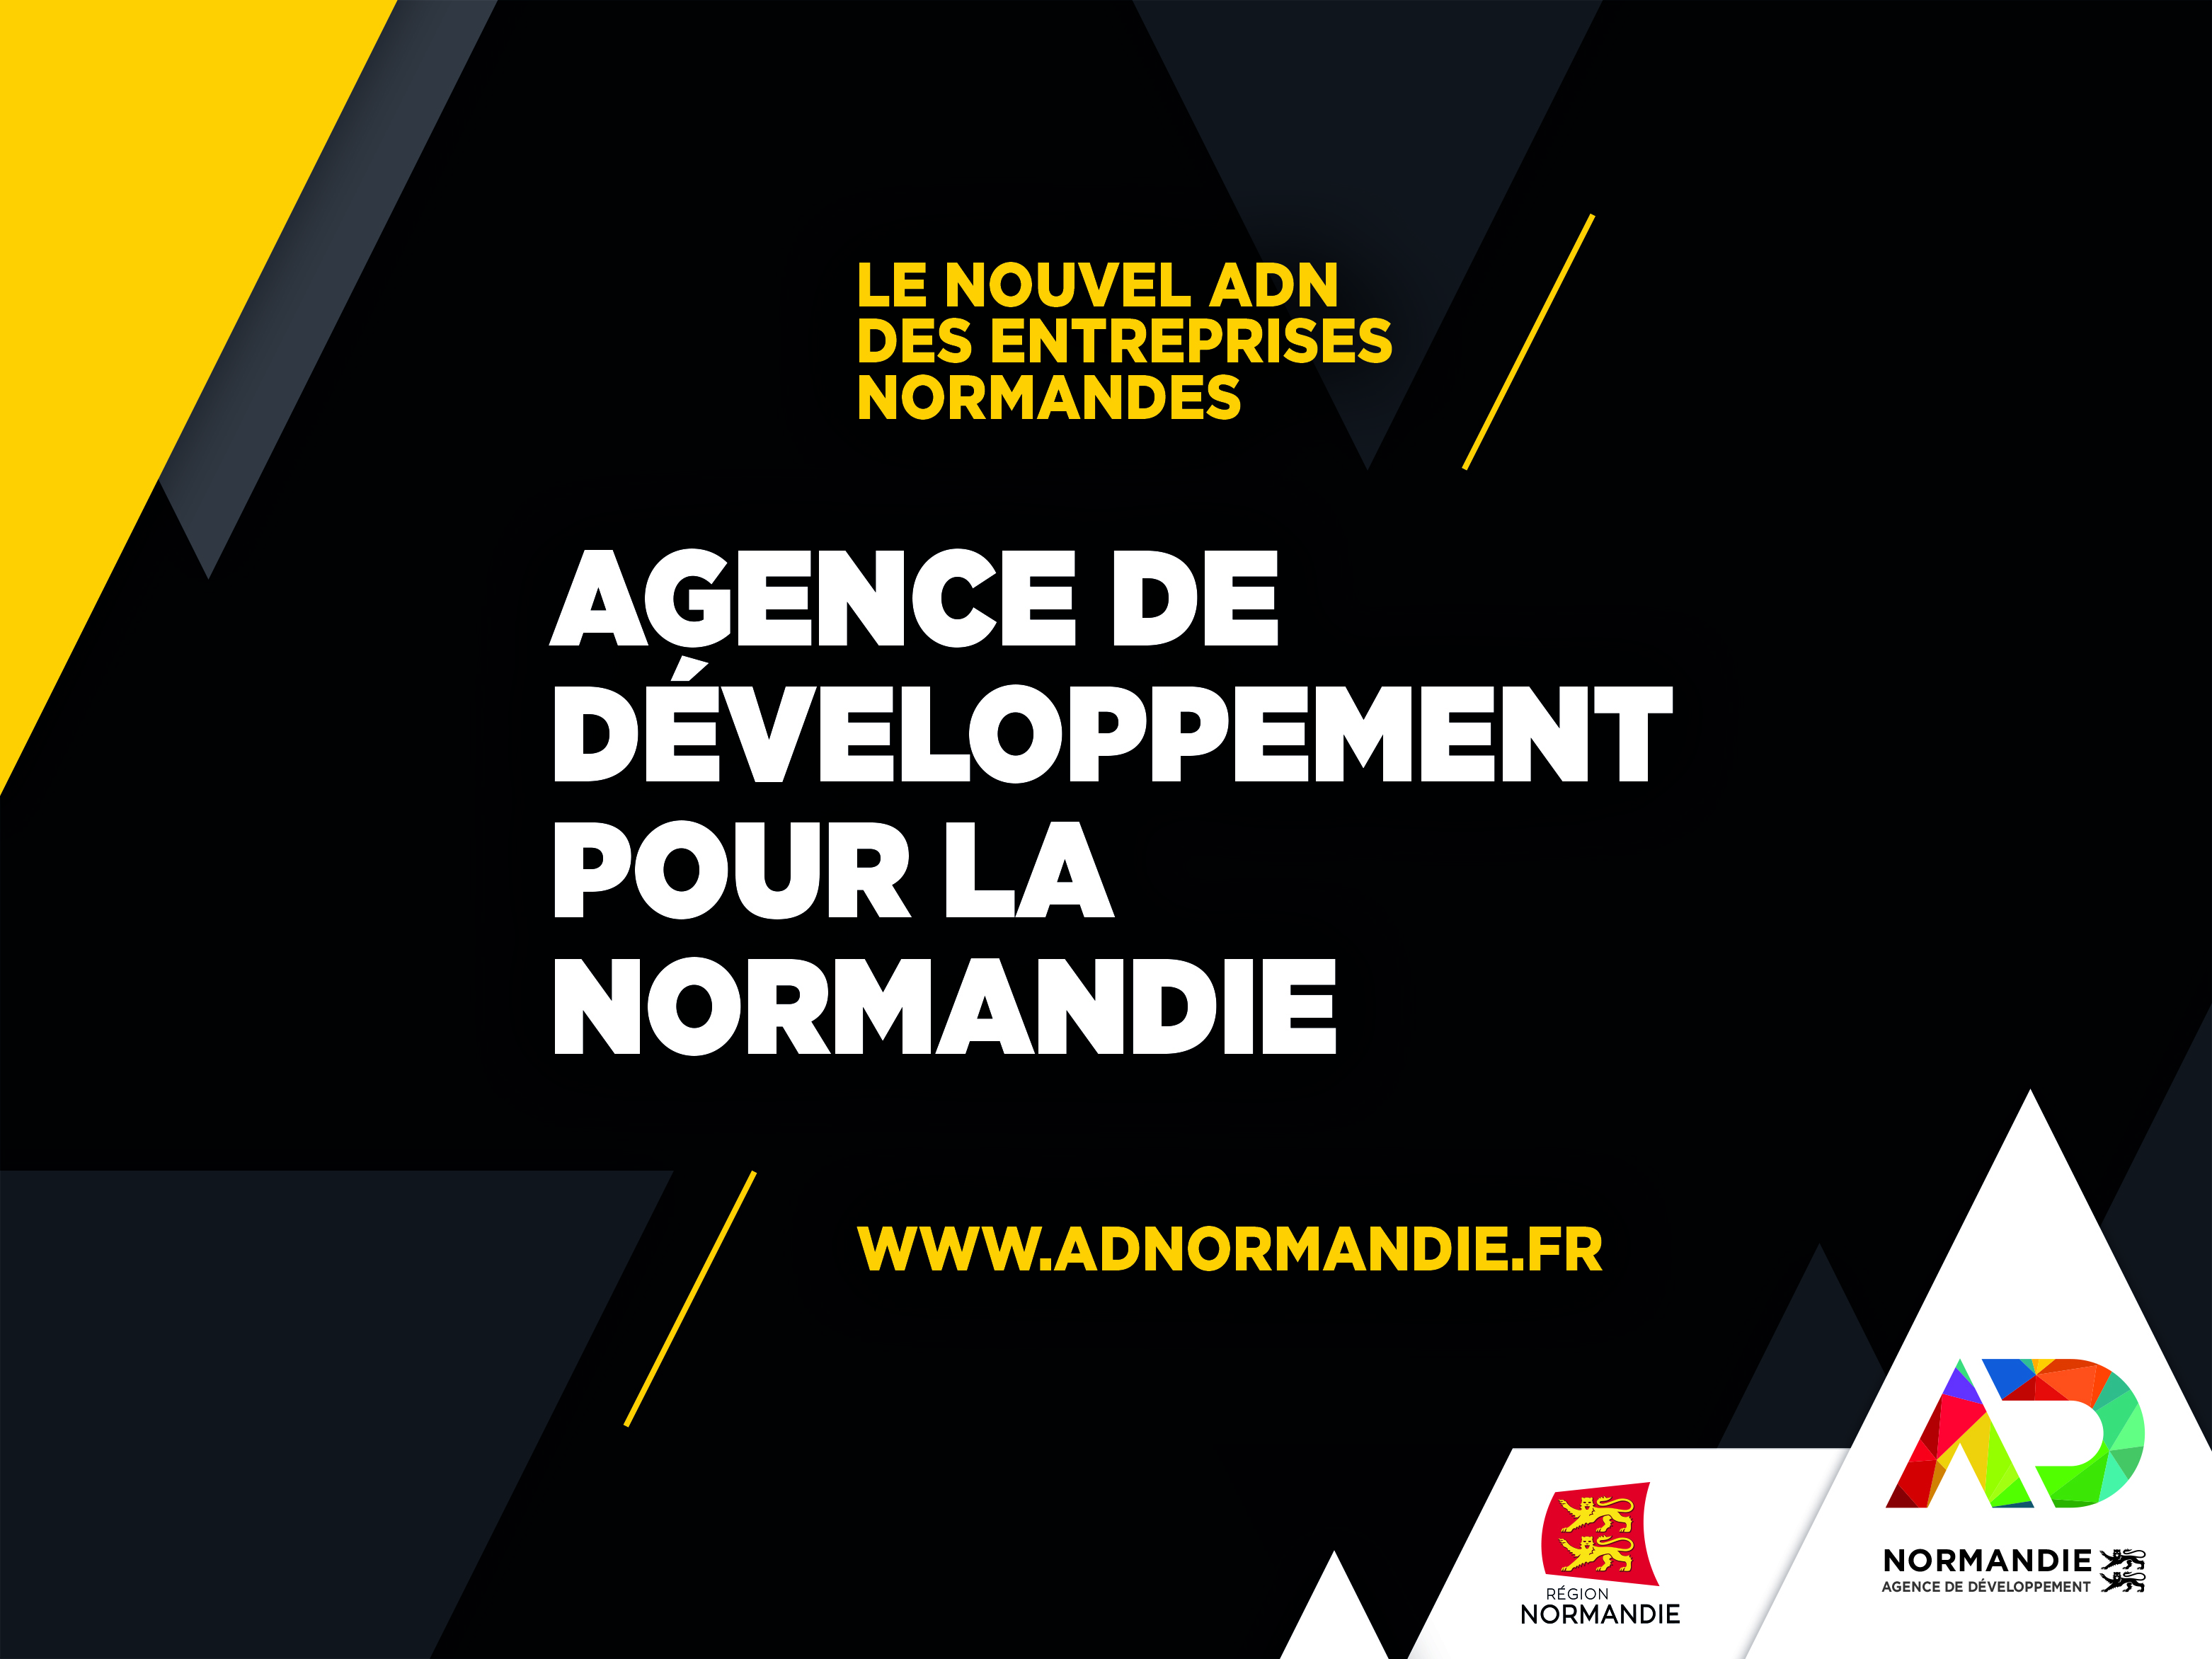 LE NOUVEL ADN
DES ENTREPRISES
NORMANDES
AGENCE DE
DÉVELOPPEMENT
POUR LA
NORMANDIE
WWW.ADNORMANDIE.FR
RÉGION
NORMANDIE
AD
NORMANDIE
AGENCE DE DÉVELOPPEMENT